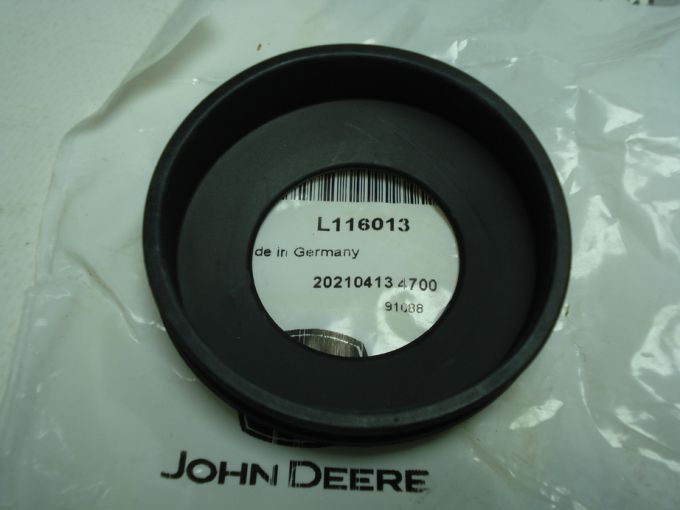 L116013
de in Germany
20210413 4700
91088
JOHN DEERE